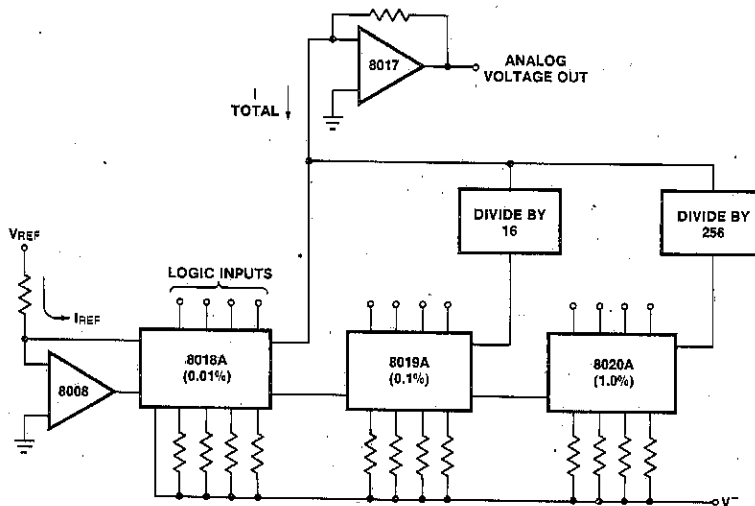 8017
ANALOG
VOLTAGE OUT
I
TOTAL
DIVIDE BY
16
DIVIDE BY
256
VREF
LOGIC INPUTS
IREF
8018A
(0.01%)
8019A
(0.1%)
8020A
(1.0%)
8008
V−